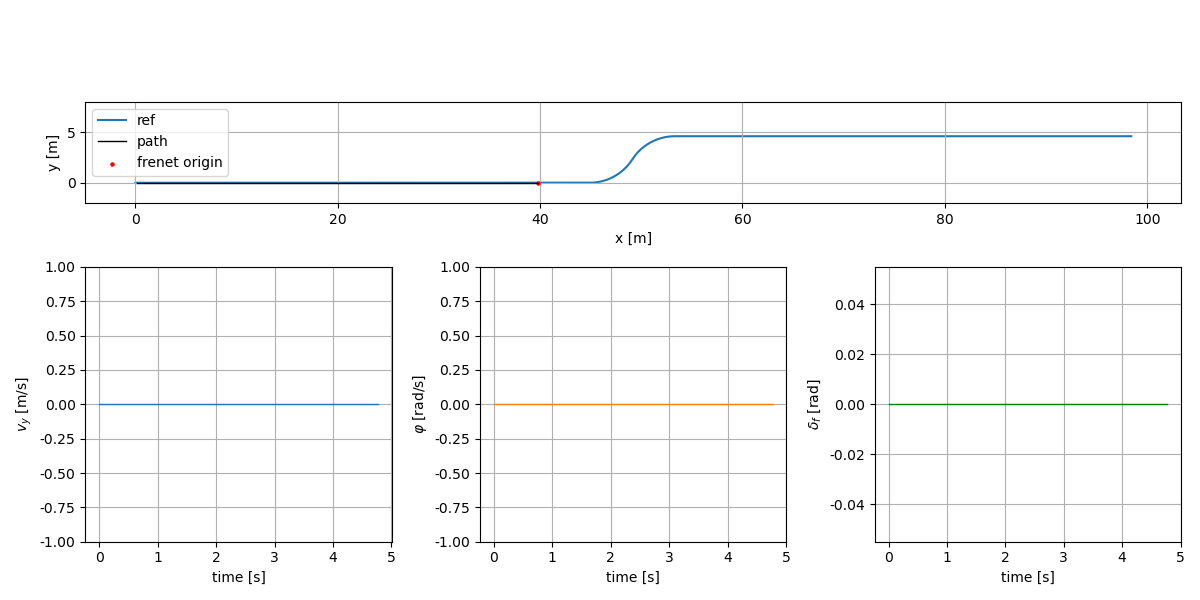 ref
path
frenet origin
5
0
y [m]
0 20 40 60 80 100
x [m]
1.00
0.75
0.50
0.25
0.00
-0.25
-0.50
-0.75
-1.00
v_y [m/s]
0 1 2 3 4 5
time [s]
1.00
0.75
0.50
0.25
0.00
-0.25
-0.50
-0.75
-1.00
φ [rad/s]
0 1 2 3 4 5
time [s]
0.04
0.02
0.00
-0.02
-0.04
δ_f [rad]
0 1 2 3 4 5
time [s]